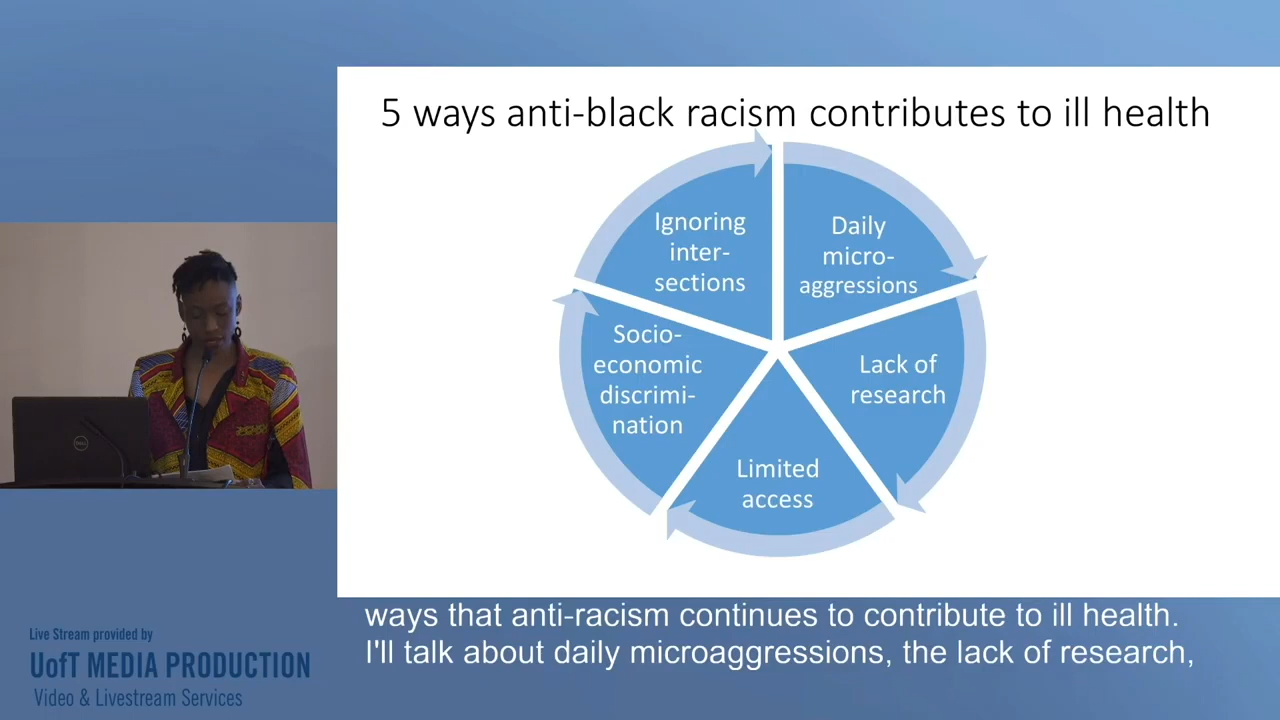 5 ways anti-black racism contributes to ill health
Ignoring
inter-
sections
Daily
micro-
aggressions
Socio-
economic
discrimi-
nation
Lack of
research
Limited
access
DELL
Live Stream provided by
UofT MEDIA PRODUCTION
Video & Livestream Services
ways that anti-racism continues to contribute to ill health.
I'll talk about daily microaggressions, the lack of research,